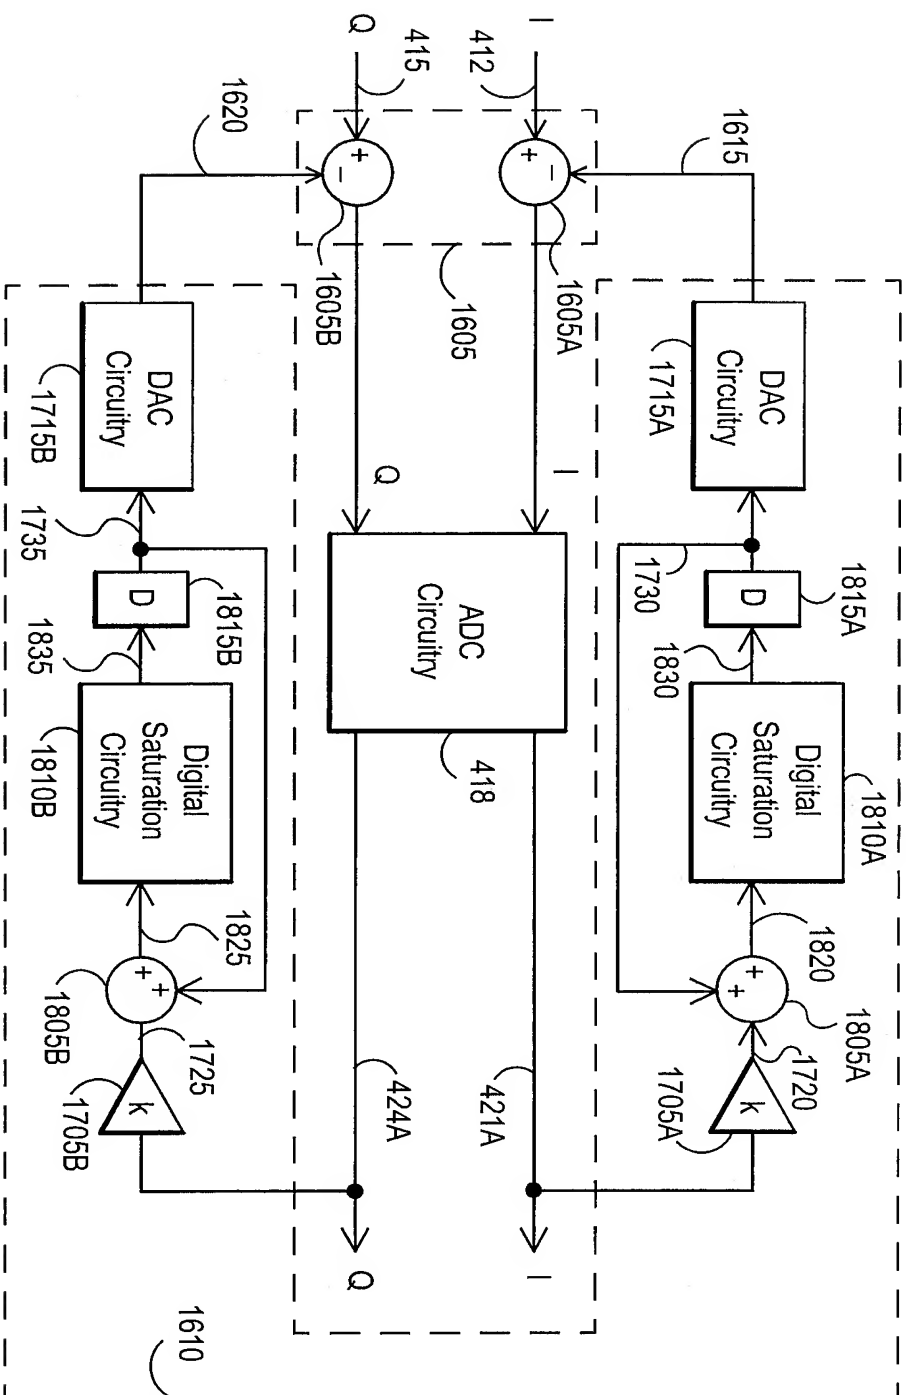 1815A
1810A
1805A
1820
1720
DAC
Circuitry
D
Digital
Saturation
Circuitry
+
+
k
1615
1715A
1730
1830
1705A
I
412
+
−
1605A
I
421A
I
1605
ADC
Circuitry
418
Q
415
+
−
1605B
Q
424A
Q
1620
1815B
1825
1725
1610
DAC
Circuitry
D
Digital
Saturation
Circuitry
+
+
k
1715B
1735
1835
1810B
1805B
1705B